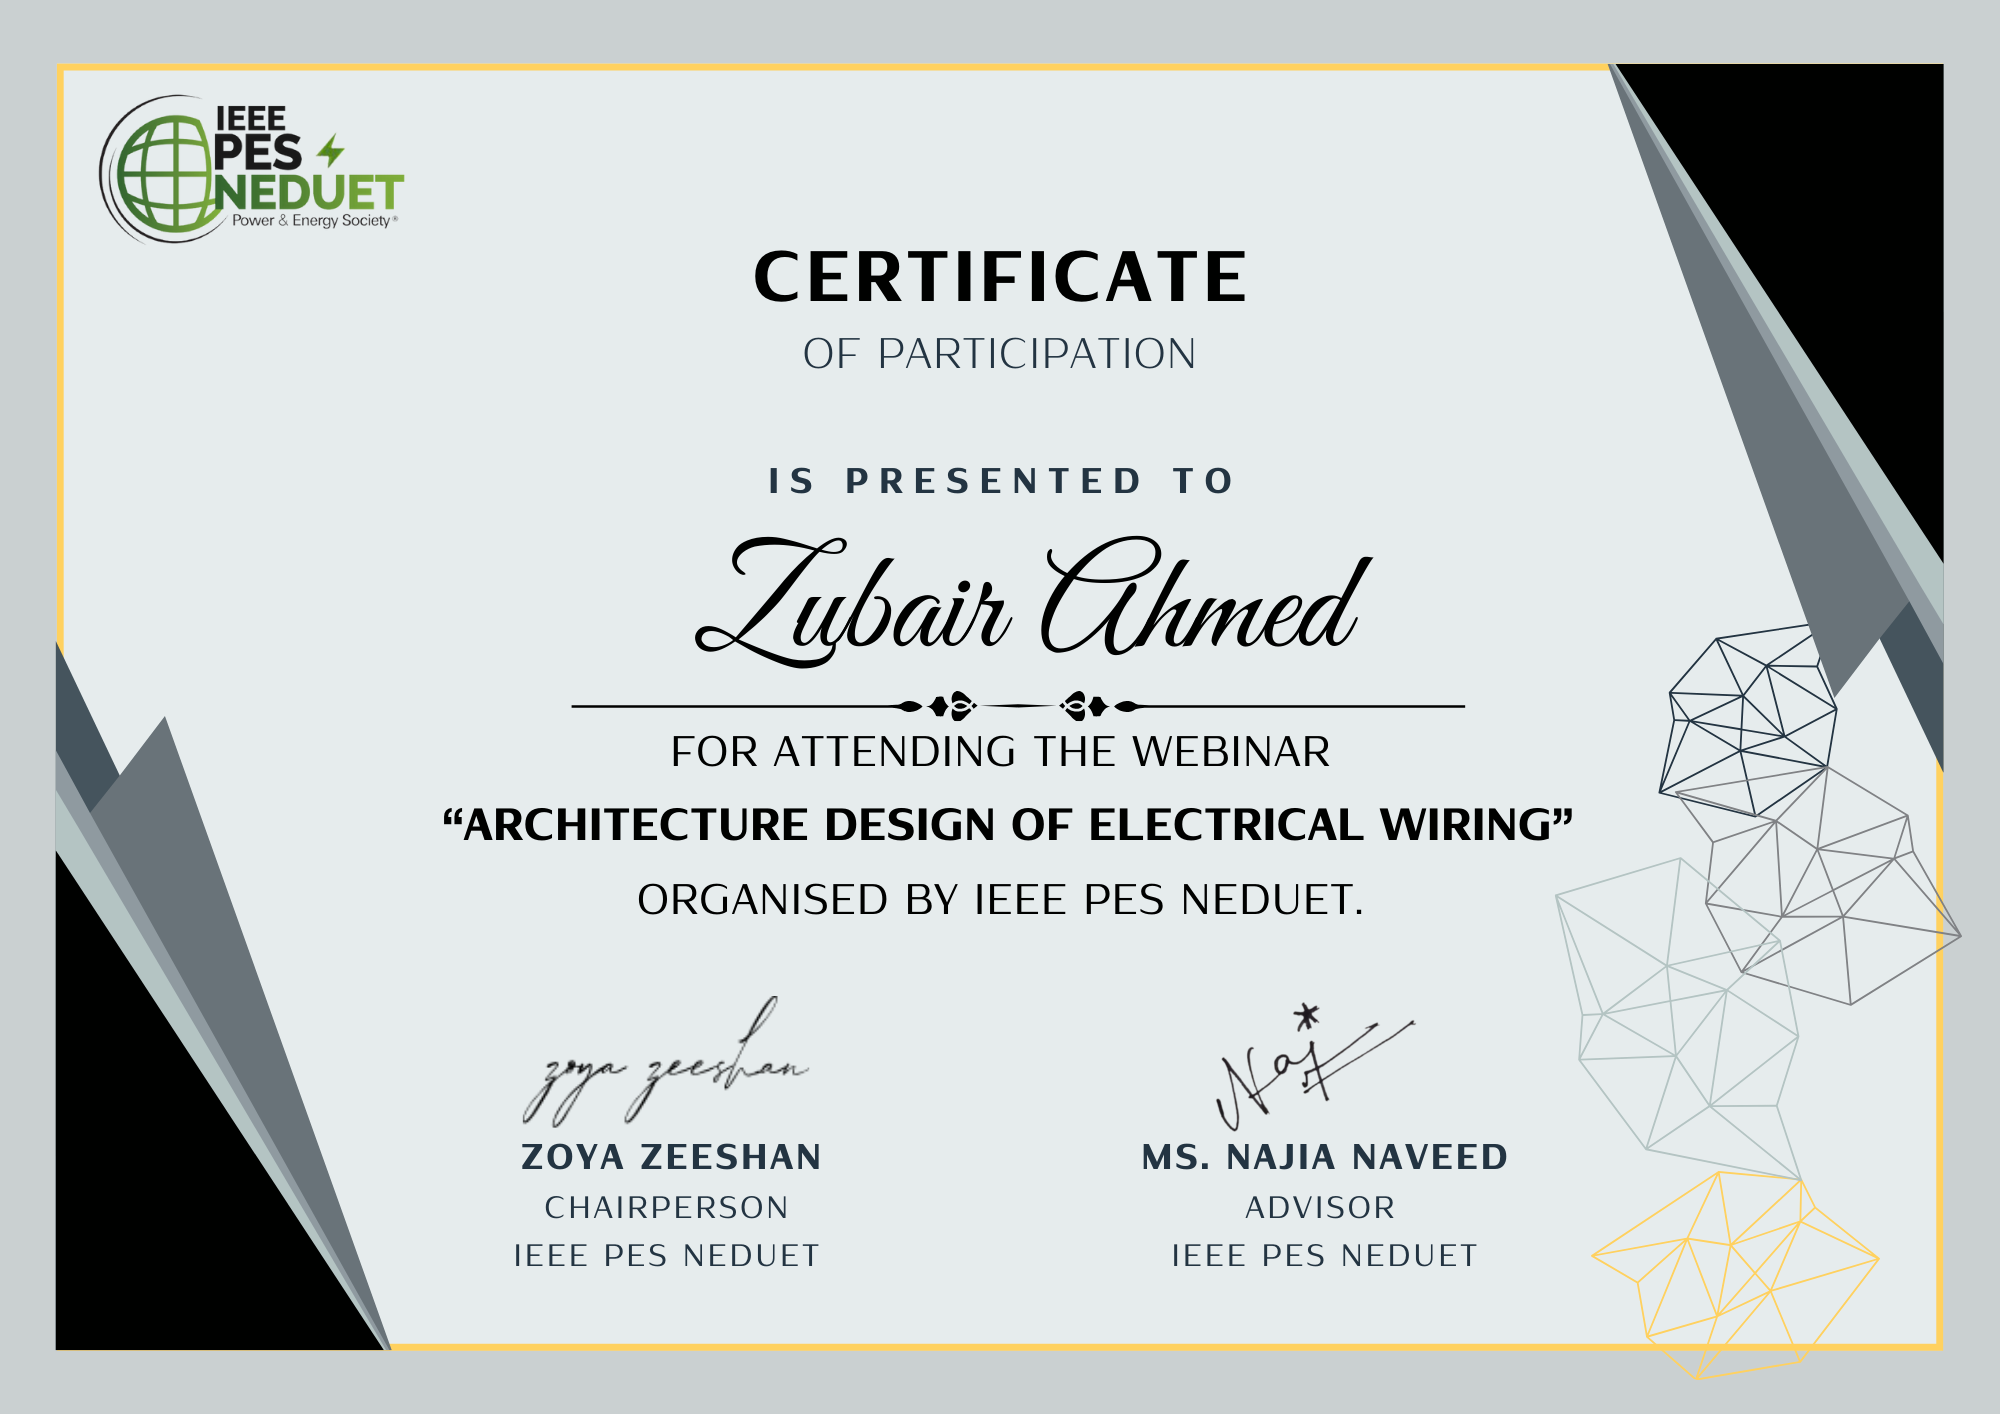 IEEE
PES
NEDUET
Power & Energy Society®
CERTIFICATE
OF PARTICIPATION
IS PRESENTED TO
Zubair Ahmed
FOR ATTENDING THE WEBINAR
“ARCHITECTURE DESIGN OF ELECTRICAL WIRING”
ORGANISED BY IEEE PES NEDUET.
zoya zeeshan
Naj
ZOYA ZEESHAN
CHAIRPERSON
IEEE PES NEDUET
MS. NAJIA NAVEED
ADVISOR
IEEE PES NEDUET